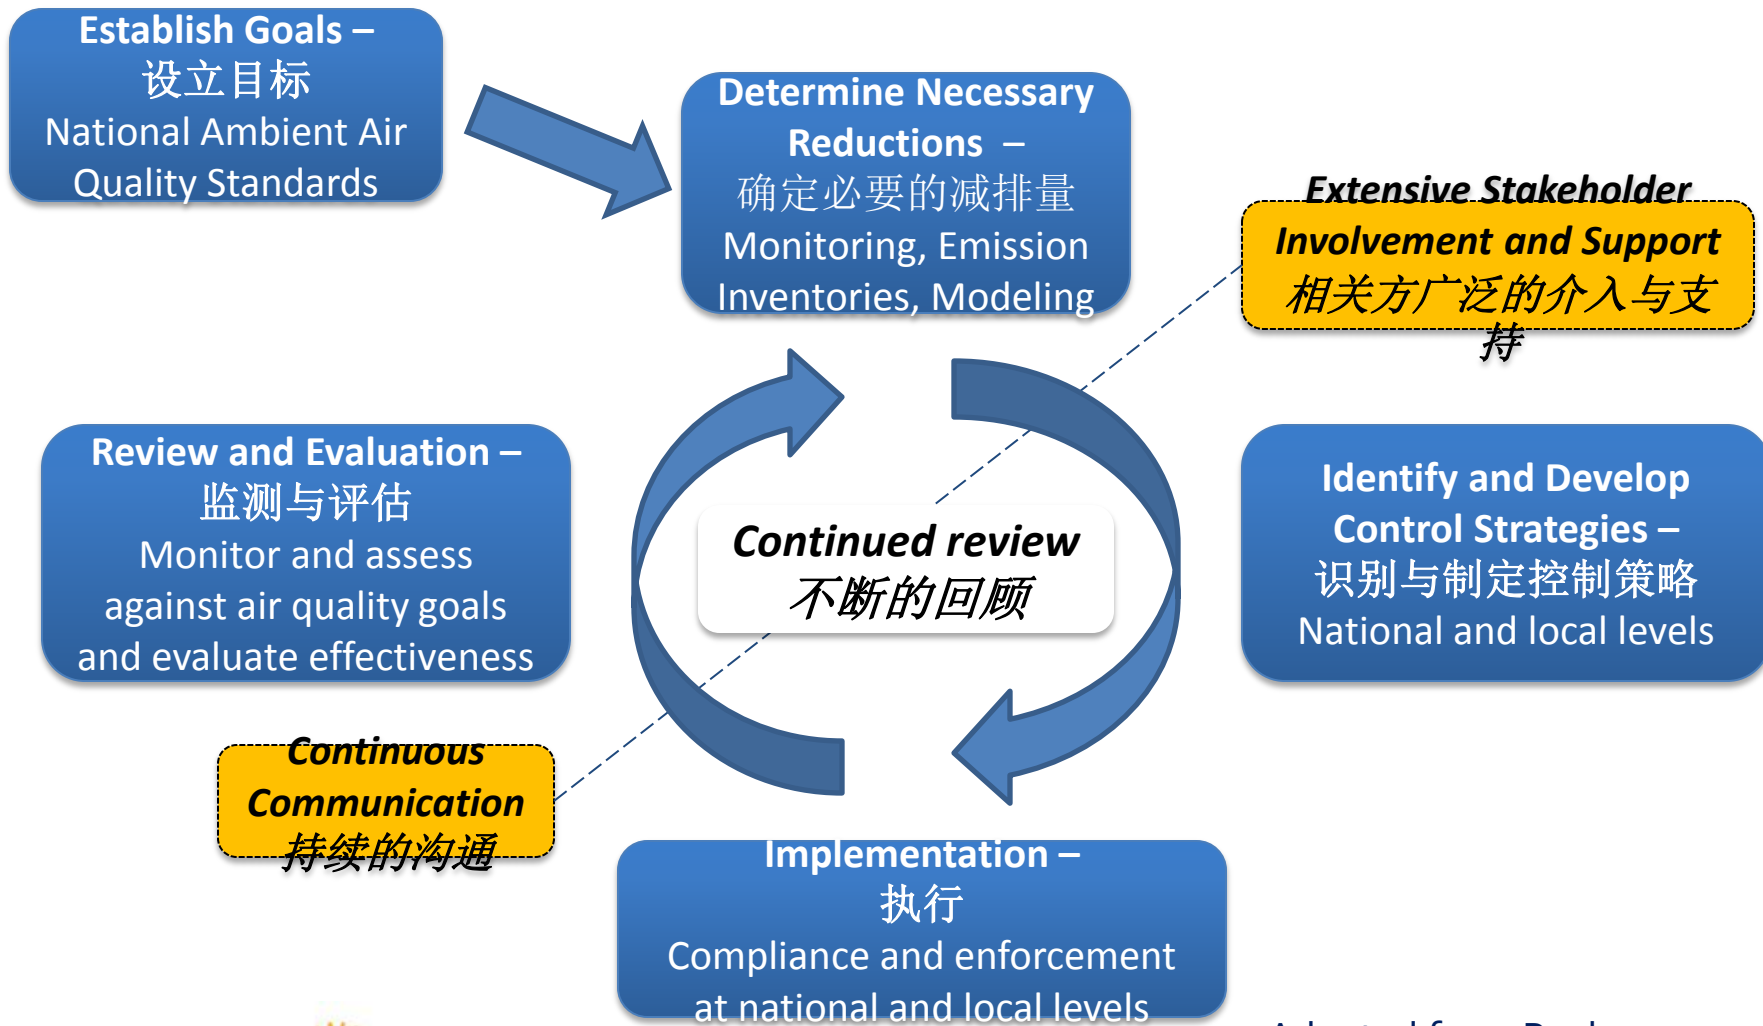 Establish Goals –
设立目标
National Ambient Air
Quality Standards
Determine Necessary
Reductions –
确定必要的减排量
Monitoring, Emission
Inventories, Modeling
Extensive Stakeholder
Involvement and Support
相关方广泛的介入与支
持
Review and Evaluation –
监测与评估
Monitor and assess
against air quality goals
and evaluate effectiveness
Continued review
不断的回顾
Identify and Develop
Control Strategies –
识别与制定控制策略
National and local levels
Continuous
Communication
持续的沟通
Implementation –
执行
Compliance and enforcement
at national and local levels